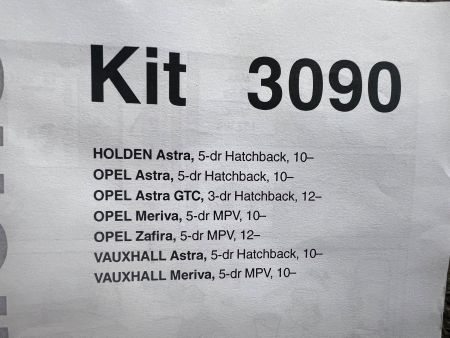 Kit 3090
HOLDEN Astra, 5-dr Hatchback, 10–
OPEL Astra, 5-dr Hatchback, 10–
OPEL Astra GTC, 3-dr Hatchback, 12–
OPEL Meriva, 5-dr MPV, 10–
OPEL Zafira, 5-dr MPV, 12–
VAUXHALL Astra, 5-dr Hatchback, 10–
VAUXHALL Meriva, 5-dr MPV, 10–